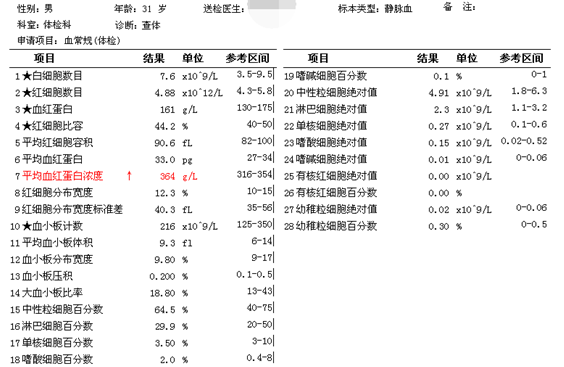 性别: 男 年龄: 31 岁 送检医生: 标本类型: 静脉血 备 注:
科室: 体检科 诊断: 查体
申请项目: 血常规(体检)
项目 结果 单位 参考区间
1 ★白细胞数目 7.6 x10^9/L 3.5-9.5
2 ★红细胞数目 4.88 x10^12/L 4.3-5.8
3 ★血红蛋白 161 g/L 130-175
4 ★红细胞比容 44.2 % 40-50
5 平均红细胞容积 90.6 fL 82-100
6 平均血红蛋白 33.0 pg 27-34
7 平均血红蛋白浓度 ↑ 364 g/L 316-354
8 红细胞分布宽度 12.3 % 10-15
9 红细胞分布宽度标准差 40.3 fL 35-56
10 ★血小板计数 216 x10^9/L 125-350
11 平均血小板体积 9.3 fl 6-14
12 血小板分布宽度 9.80 % 9-17
13 血小板压积 0.200 % 0.1-0.5
14 大血小板比率 18.80 % 13-43
15 中性粒细胞百分数 64.5 % 40-75
16 淋巴细胞百分数 29.9 % 20-50
17 单核细胞百分数 3.50 % 3-10
18 嗜酸细胞百分数 2.0 % 0.4-8
项目 结果 单位 参考区间
19 嗜碱细胞百分数 0.1 % 0-1
20 中性粒细胞绝对值 4.91 x10^9/L 1.8-6.3
21 淋巴细胞绝对值 2.3 x10^9/L 1.1-3.2
22 单核细胞绝对值 0.27 x10^9/L 0.1-0.6
23 嗜酸细胞绝对值 0.15 x10^9/L 0.02-0.52
24 嗜碱细胞绝对值 0.01 x10^9/L 0-0.06
25 有核红细胞绝对值 0.00 x10^9/L
26 有核红细胞百分数 0.00 %
27 幼稚粒细胞绝对值 0.02 x10^9/L 0-0.06
28 幼稚粒细胞百分数 0.30 % 0-0.5